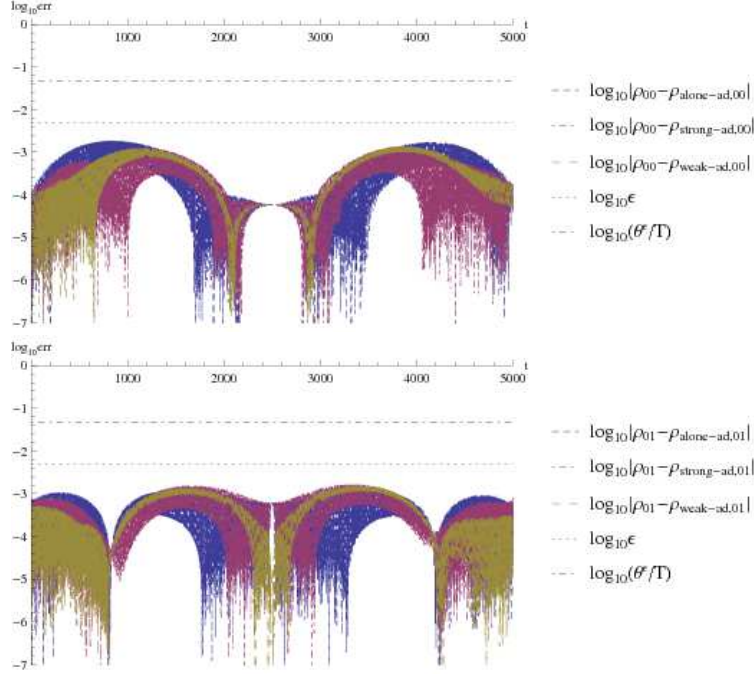 log₁₀err
0 1000 2000 3000 4000 5000 t
-1
-2
-3
-4
-5
-6
-7
log₁₀|ρ₀₀−ρalone−ad,00|
log₁₀|ρ₀₀−ρstrong−ad,00|
log₁₀|ρ₀₀−ρweak−ad,00|
log₁₀ϵ
log₁₀(θᵉ/T)
log₁₀err
0 1000 2000 3000 4000 5000 t
-1
-2
-3
-4
-5
-6
-7
log₁₀|ρ₀₁−ρalone−ad,01|
log₁₀|ρ₀₁−ρstrong−ad,01|
log₁₀|ρ₀₁−ρweak−ad,01|
log₁₀ϵ
log₁₀(θᵉ/T)